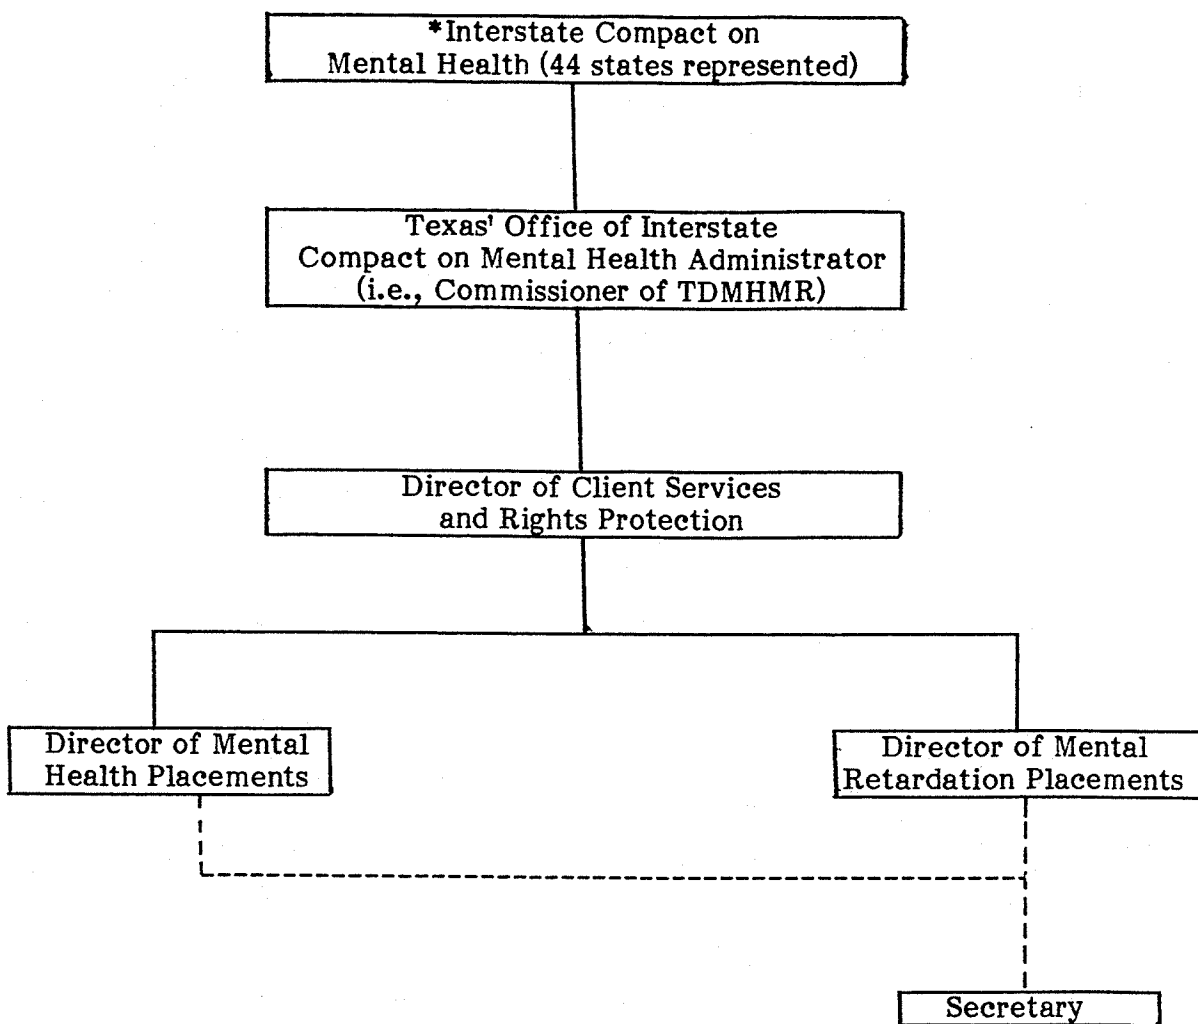 *Interstate Compact on
Mental Health (44 states represented)
Texas' Office of Interstate
Compact on Mental Health Administrator
(i.e., Commissioner of TDMHMR)
Director of Client Services
and Rights Protection
Director of Mental
Health Placements
Director of Mental
Retardation Placements
Secretary